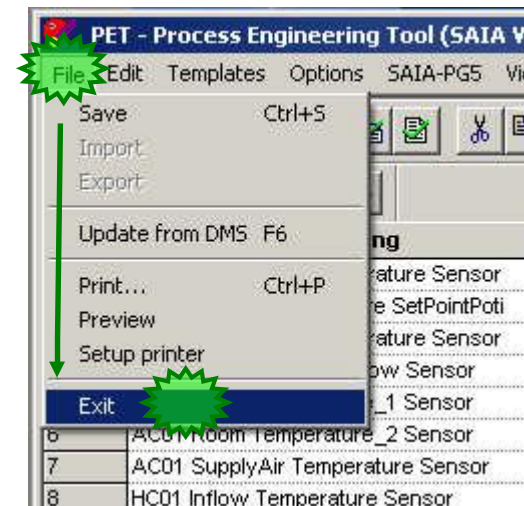 PET - Process Engineering Tool (SAIA
File Edit Templates Options SAIA-PG5
Save Ctrl+S
Import
Export
Update from DMS F6
ng
Print... Ctrl+P
Preview
Setup printer
Exit
ature Sensor
e SetPointPoti
ature Sensor
ow Sensor
_1 Sensor
6 AC01 Room Temperature_2 Sensor
7 AC01 SupplyAir Temperature Sensor
8 HC01 Inflow Temperature Sensor